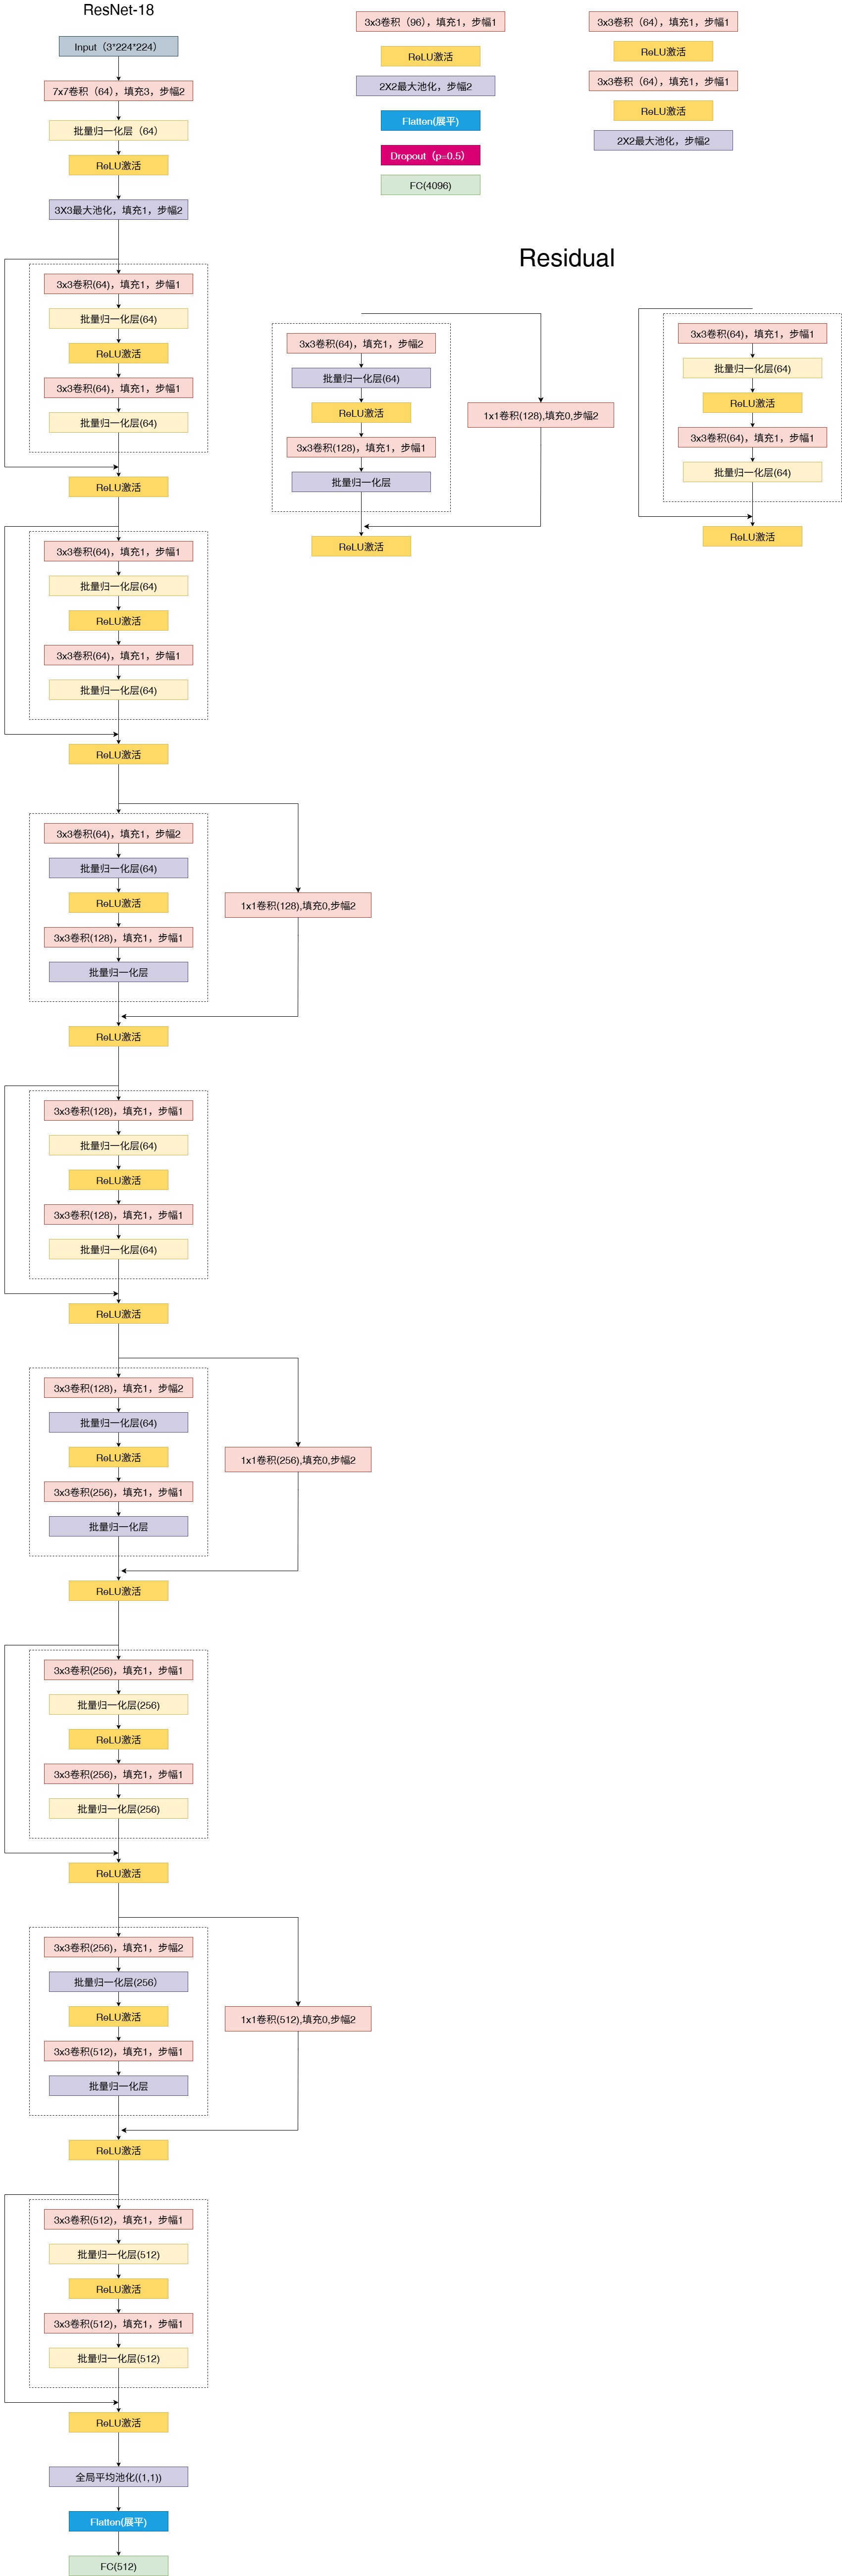 ResNet-18
Input（3*224*224）
7x7卷积（64），填充3，步幅2
批量归一化层（64）
ReLU激活
3X3最大池化，填充1，步幅2
3x3卷积(64)，填充1，步幅1
批量归一化层(64)
ReLU激活
3x3卷积(64)，填充1，步幅1
批量归一化层(64)
ReLU激活
3x3卷积(64)，填充1，步幅1
批量归一化层(64)
ReLU激活
3x3卷积(64)，填充1，步幅1
批量归一化层(64)
ReLU激活
3x3卷积(64)，填充1，步幅2
批量归一化层(64)
ReLU激活
3x3卷积(128)，填充1，步幅1
批量归一化层
1x1卷积(128),填充0,步幅2
ReLU激活
3x3卷积(128)，填充1，步幅1
批量归一化层(64)
ReLU激活
3x3卷积(128)，填充1，步幅1
批量归一化层(64)
ReLU激活
3x3卷积(128)，填充1，步幅2
批量归一化层(64)
ReLU激活
3x3卷积(256)，填充1，步幅1
批量归一化层
1x1卷积(256),填充0,步幅2
ReLU激活
3x3卷积(256)，填充1，步幅1
批量归一化层(256)
ReLU激活
3x3卷积(256)，填充1，步幅1
批量归一化层(256)
ReLU激活
3x3卷积(256)，填充1，步幅2
批量归一化层(256）
ReLU激活
3x3卷积(512)，填充1，步幅1
批量归一化层
1x1卷积(512),填充0,步幅2
ReLU激活
3x3卷积(512)，填充1，步幅1
批量归一化层(512)
ReLU激活
3x3卷积(512)，填充1，步幅1
批量归一化层(512)
ReLU激活
全局平均池化((1,1))
Flatten(展平)
FC(512)
3x3卷积（96），填充1，步幅1
ReLU激活
2X2最大池化，步幅2
Flatten(展平)
Dropout（p=0.5）
FC(4096)
3x3卷积（64），填充1，步幅1
ReLU激活
3x3卷积（64），填充1，步幅1
ReLU激活
2X2最大池化，步幅2
Residual
3x3卷积(64)，填充1，步幅2
批量归一化层(64)
ReLU激活
3x3卷积(128)，填充1，步幅1
批量归一化层
1x1卷积(128),填充0,步幅2
ReLU激活
3x3卷积(64)，填充1，步幅1
批量归一化层(64)
ReLU激活
3x3卷积(64)，填充1，步幅1
批量归一化层(64)
ReLU激活